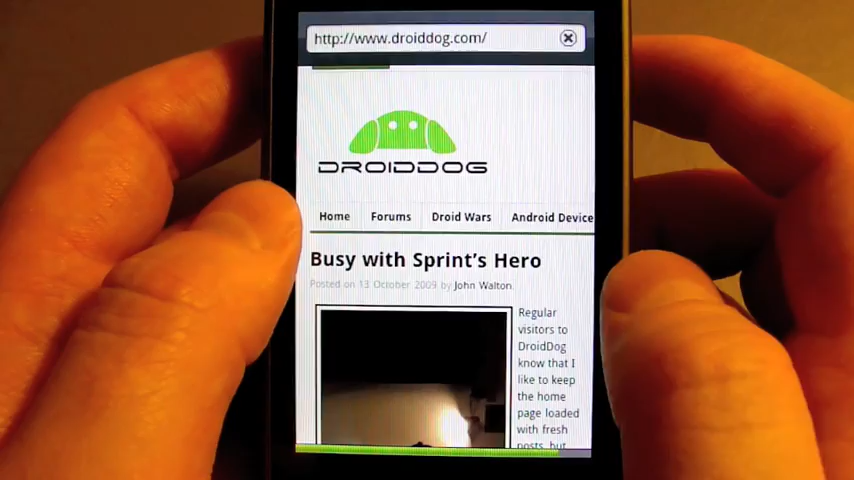 http://www.droiddog.com/
DROIDDOG
Home Forums Droid Wars Android Device
Busy with Sprint's Hero
Posted on 13 October 2009 by John Walton.
Regular
visitors to
DroidDog
know that I
like to keep
the home
page loaded
with fresh
posts, but